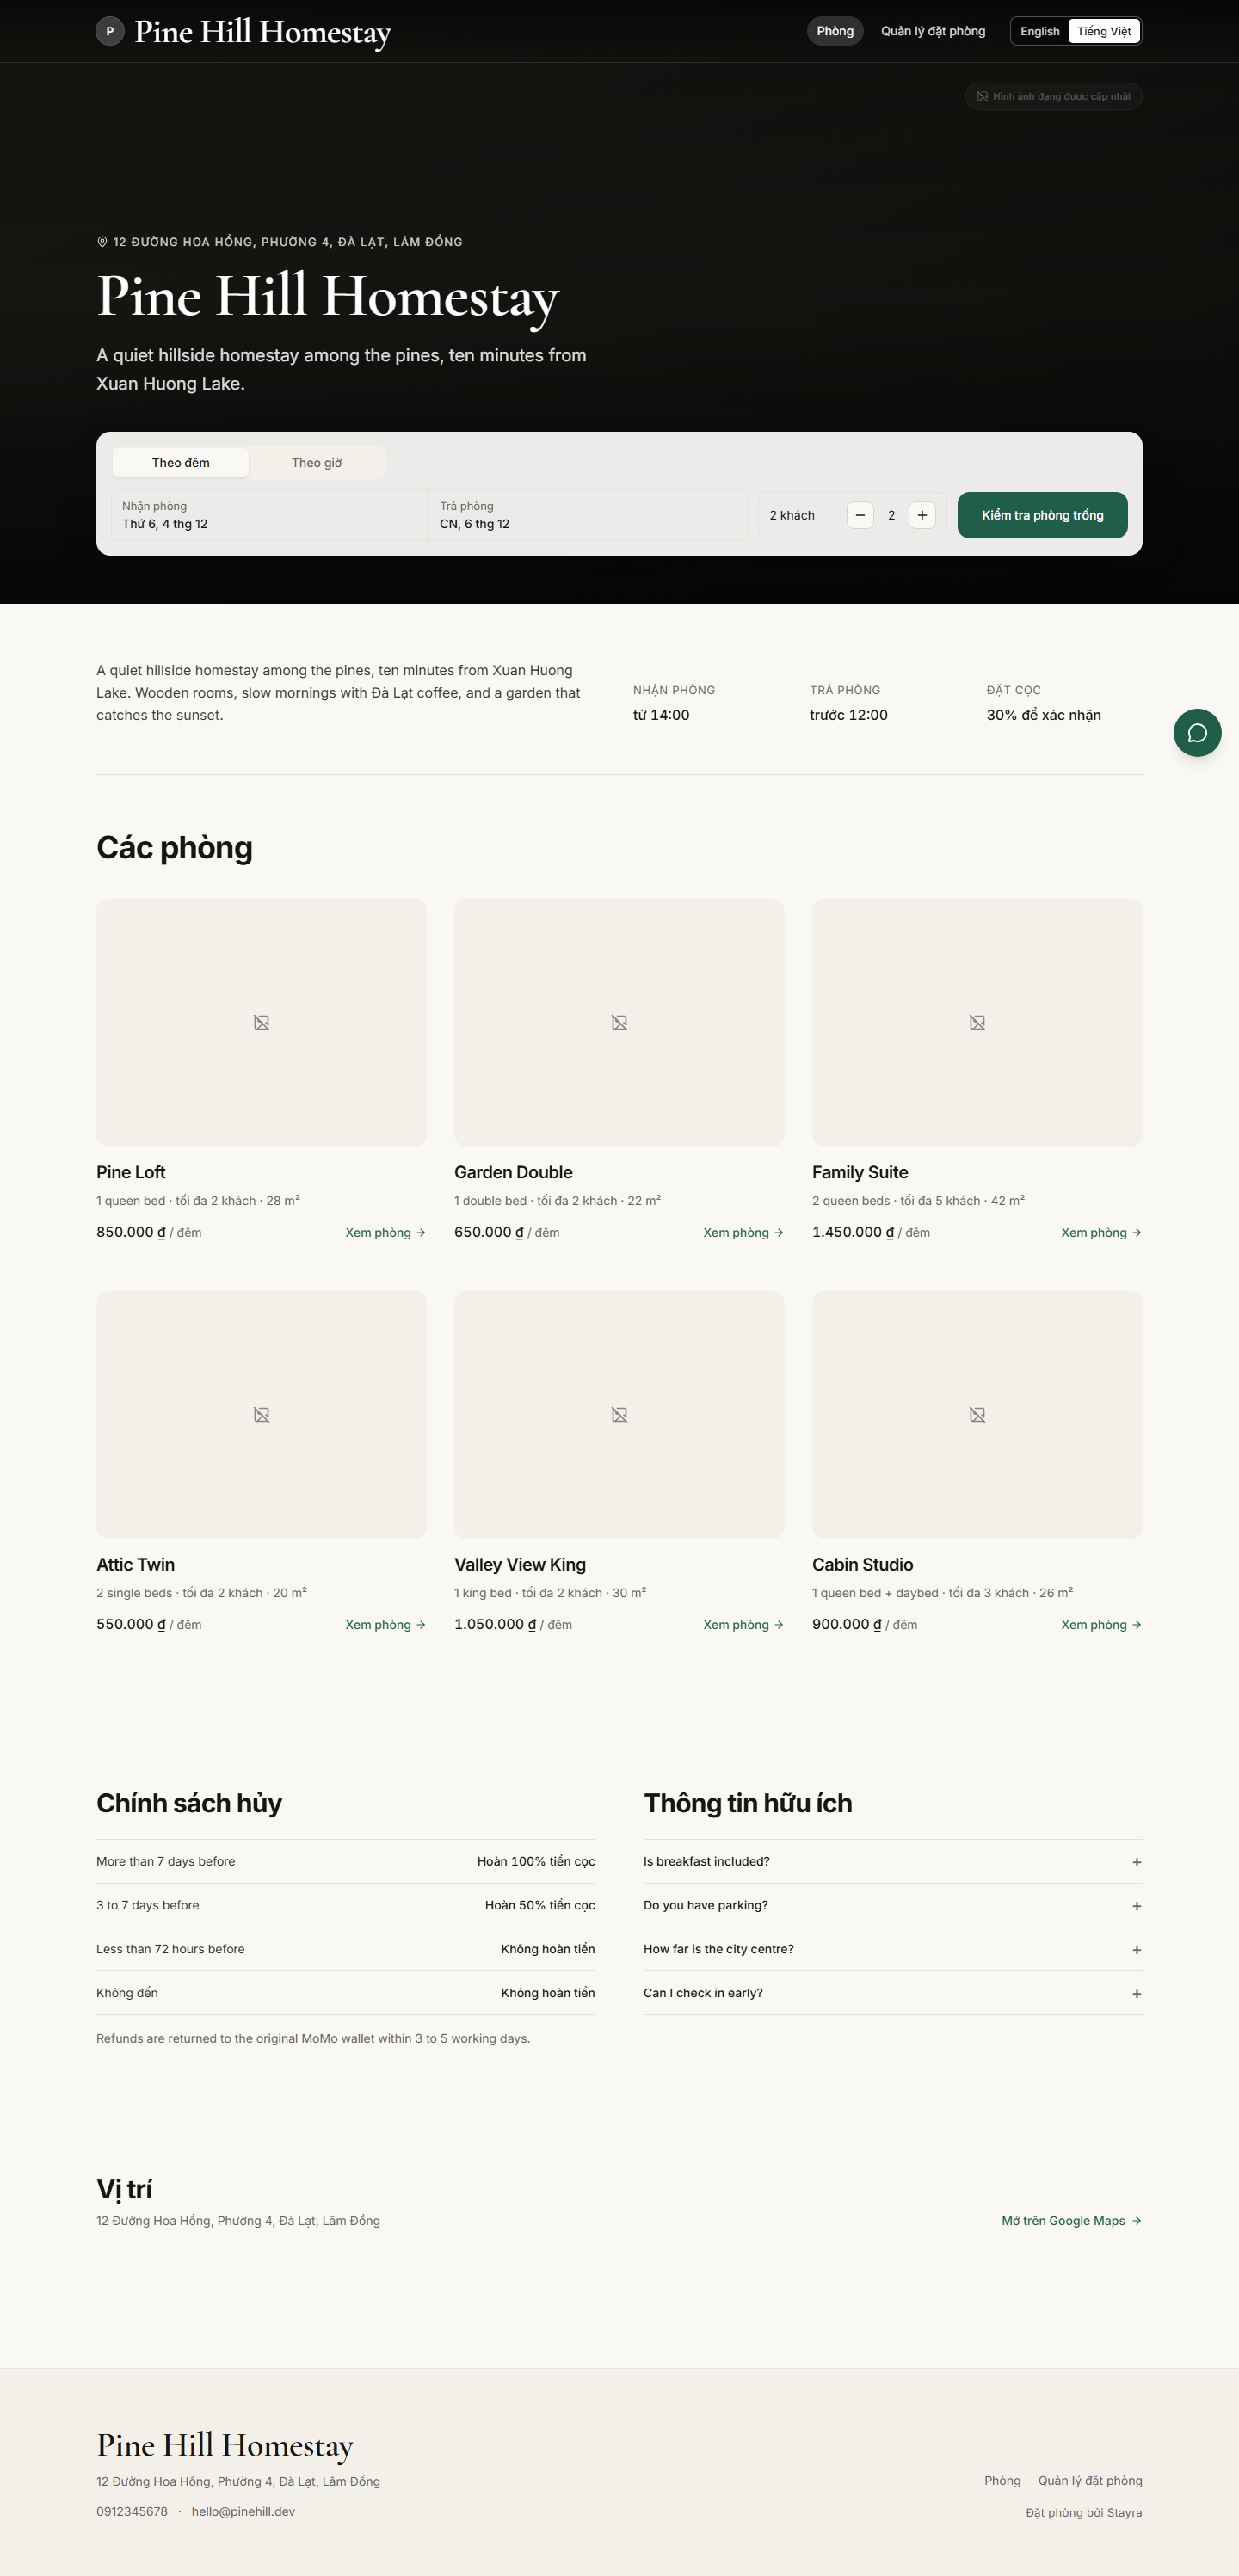 P Pine Hill Homestay
Phòng Quản lý đặt phòng English Tiếng Việt
Hình ảnh đang được cập nhật
12 ĐƯỜNG HOA HỒNG, PHƯỜNG 4, ĐÀ LẠT, LÂM ĐỒNG
Pine Hill Homestay
A quiet hillside homestay among the pines, ten minutes from
Xuan Huong Lake.
Theo đêm Theo giờ
Nhận phòng Trả phòng
Thứ 6, 4 thg 12 CN, 6 thg 12
2 khách − 2 + Kiểm tra phòng trống
A quiet hillside homestay among the pines, ten minutes from Xuan Huong
Lake. Wooden rooms, slow mornings with Đà Lạt coffee, and a garden that
catches the sunset.
NHẬN PHÒNG TRẢ PHÒNG ĐẶT CỌC
từ 14:00 trước 12:00 30% để xác nhận
Các phòng
Pine Loft Garden Double Family Suite
1 queen bed · tối đa 2 khách · 28 m² 1 double bed · tối đa 2 khách · 22 m² 2 queen beds · tối đa 5 khách · 42 m²
850.000 ₫ / đêm Xem phòng → 650.000 ₫ / đêm Xem phòng → 1.450.000 ₫ / đêm Xem phòng →
Attic Twin Valley View King Cabin Studio
2 single beds · tối đa 2 khách · 20 m² 1 king bed · tối đa 2 khách · 30 m² 1 queen bed + daybed · tối đa 3 khách · 26 m²
550.000 ₫ / đêm Xem phòng → 1.050.000 ₫ / đêm Xem phòng → 900.000 ₫ / đêm Xem phòng →
Chính sách hủy
More than 7 days before Hoàn 100% tiền cọc
3 to 7 days before Hoàn 50% tiền cọc
Less than 72 hours before Không hoàn tiền
Không đến Không hoàn tiền
Refunds are returned to the original MoMo wallet within 3 to 5 working days.
Thông tin hữu ích
Is breakfast included? +
Do you have parking? +
How far is the city centre? +
Can I check in early? +
Vị trí
12 Đường Hoa Hồng, Phường 4, Đà Lạt, Lâm Đồng
Mở trên Google Maps →
Pine Hill Homestay
12 Đường Hoa Hồng, Phường 4, Đà Lạt, Lâm Đồng
0912345678 · hello@pinehill.dev
Phòng Quản lý đặt phòng
Đặt phòng bởi Stayra